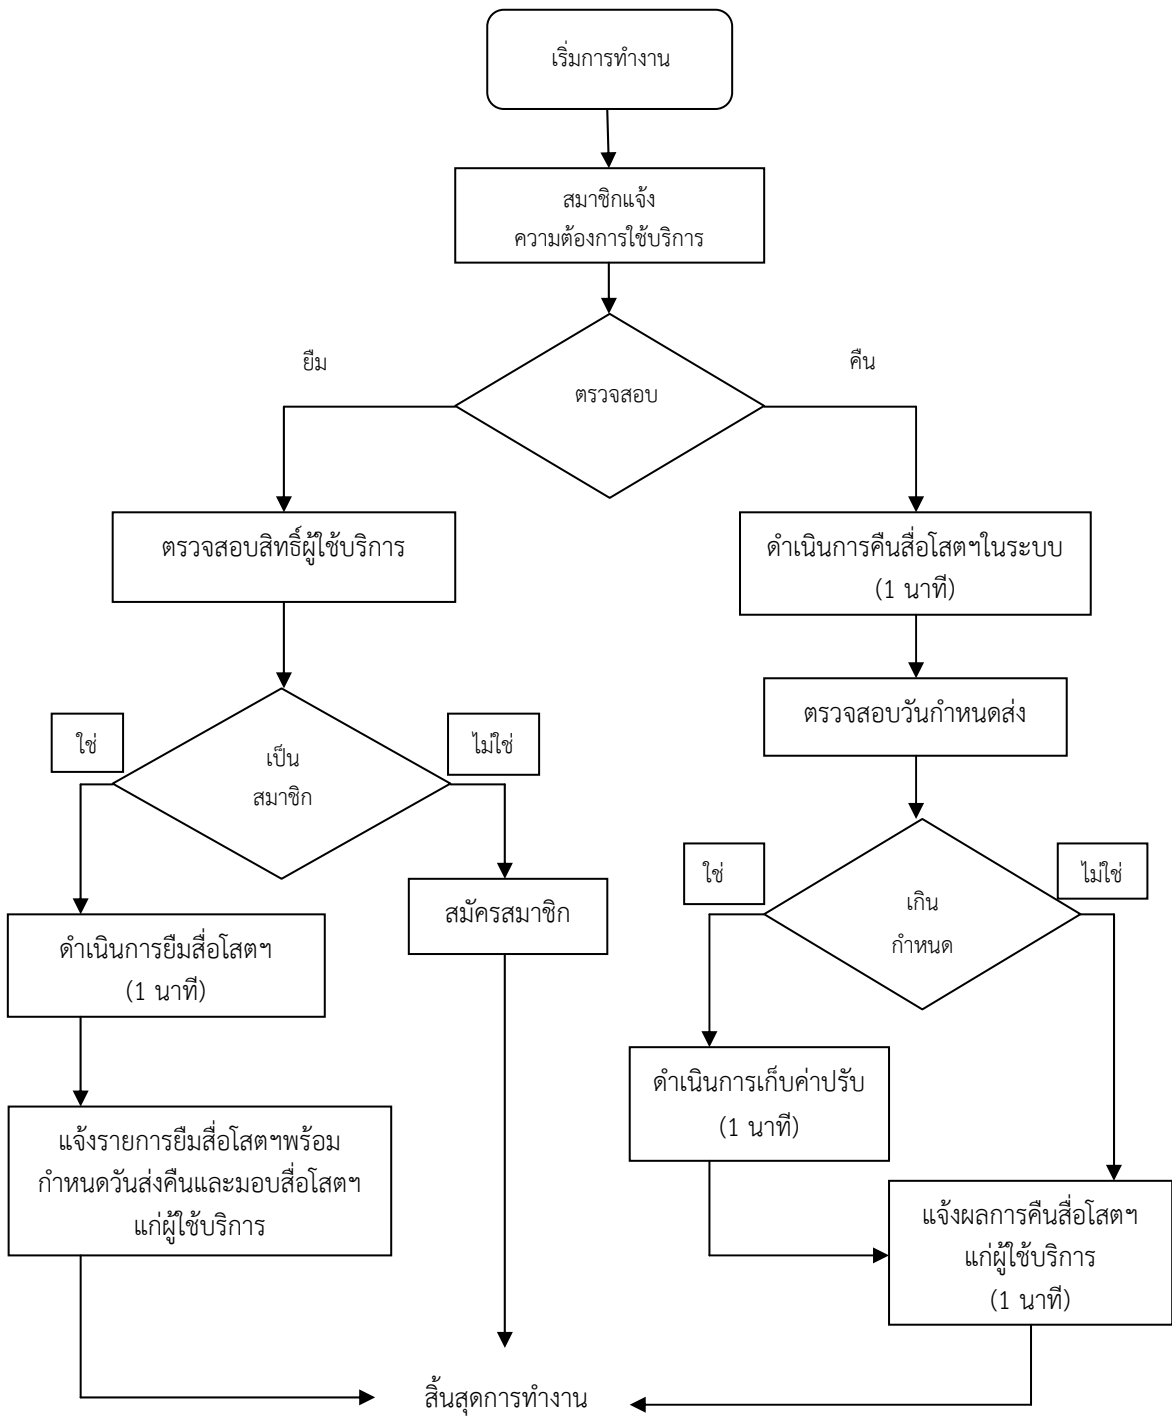 เริ่มการทำงาน
สมาชิกแจ้ง
ความต้องการใช้บริการ
ยืม
คืน
ตรวจสอบ
ตรวจสอบสิทธิ์ผู้ใช้บริการ
ดำเนินการคืนสื่อโสตฯในระบบ
(1 นาที)
ตรวจสอบวันกำหนดส่ง
ใช่
ไม่ใช่
เป็น
สมาชิก
ใช่
ไม่ใช่
เกิน
กำหนด
สมัครสมาชิก
ดำเนินการยืมสื่อโสตฯ
(1 นาที)
ดำเนินการเก็บค่าปรับ
(1 นาที)
แจ้งรายการยืมสื่อโสตฯพร้อม
กำหนดวันส่งคืนและมอบสื่อโสตฯ
แก่ผู้ใช้บริการ
แจ้งผลการคืนสื่อโสตฯ
แก่ผู้ใช้บริการ
(1 นาที)
สิ้นสุดการทำงาน